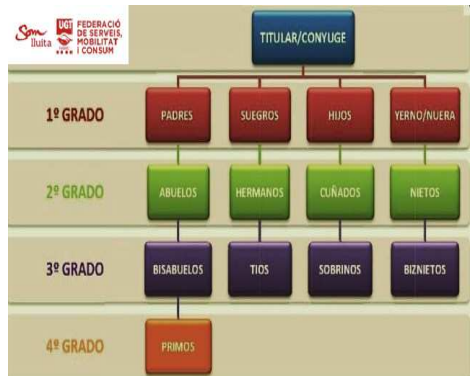 Som
lluita
UGT
FEDERACIÓ
DE SERVEIS,
MOBILITAT
I CONSUM
TITULAR/CONYUGE
1º GRADO
PADRES
SUEGROS
HIJOS
YERNO/NUERA
2º GRADO
ABUELOS
HERMANOS
CUÑADOS
NIETOS
3º GRADO
BISABUELOS
TIOS
SOBRINOS
BIZNIETOS
4º GRADO
PRIMOS